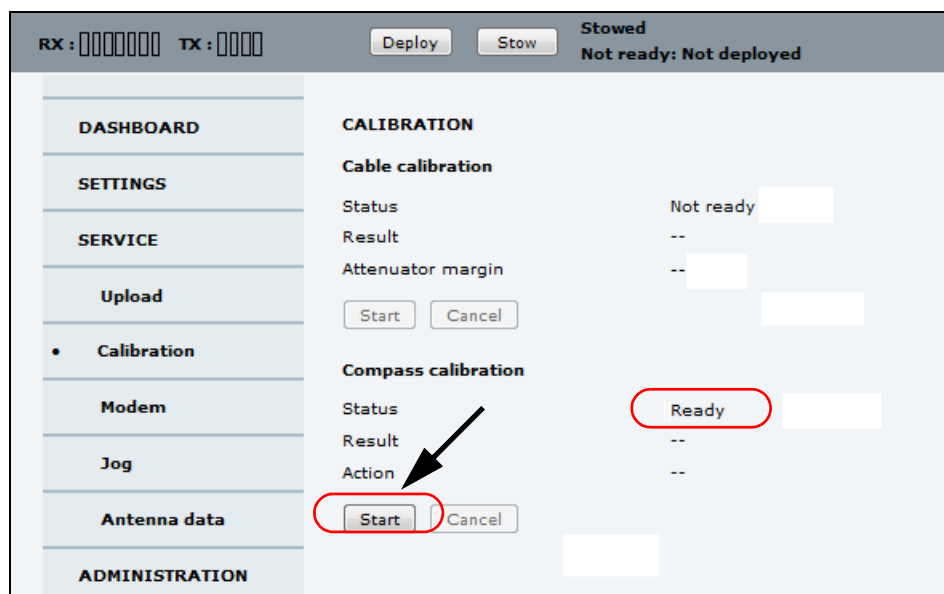 RX : TX : Deploy Stow Stowed
Not ready: Not deployed
DASHBOARD
SETTINGS
SERVICE
Upload
• Calibration
Modem
Jog
Antenna data
ADMINISTRATION
CALIBRATION
Cable calibration
Status Not ready
Result --
Attenuator margin --
Start Cancel
Compass calibration
Status Ready
Result --
Action --
Start Cancel